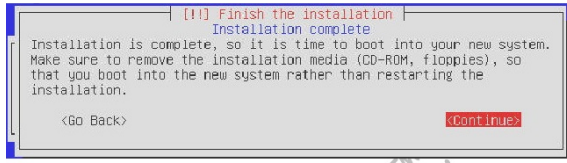 [!!] Finish the installation
Installation complete
Installation is complete, so it is time to boot into your new system.
Make sure to remove the installation media (CD-ROM, floppies), so
that you boot into the new system rather than restarting the
installation.
<Go Back> <Continue>